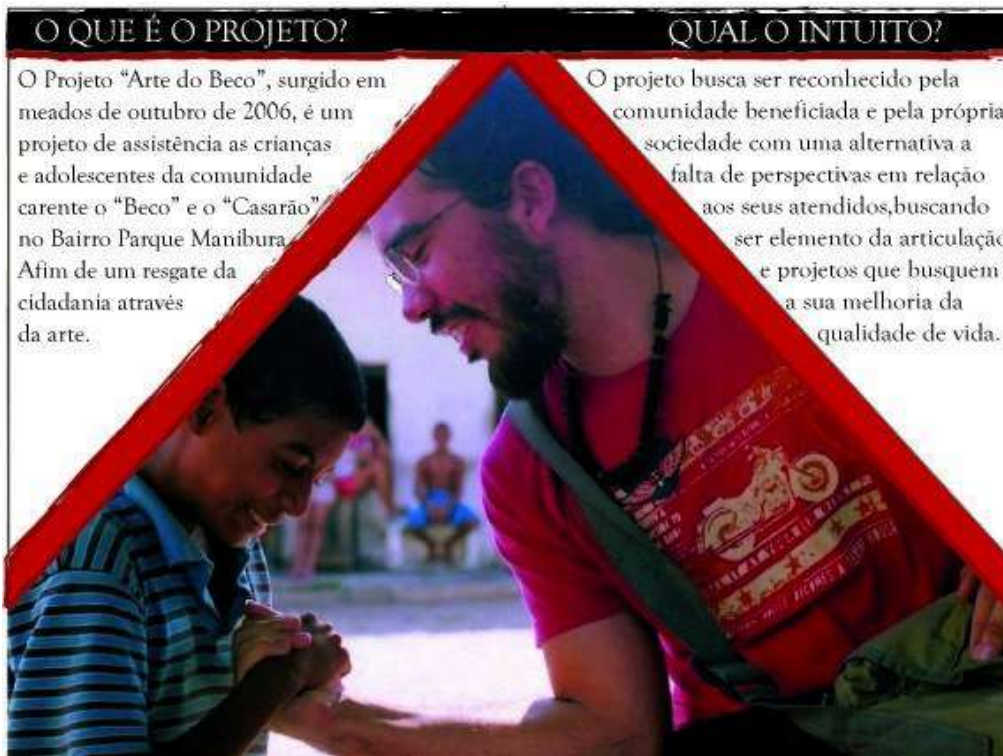 O QUE É O PROJETO?
O Projeto “Arte do Beco”, surgido em
meados de outubro de 2006, é um
projeto de assistência as crianças
e adolescentes da comunidade
carente o “Beco” e o “Casarão”
no Bairro Parque Manibura.
Afim de um resgate da
cidadania através
da arte.
QUAL O INTUITO?
O projeto busca ser reconhecido pela
comunidade beneficiada e pela própria
sociedade com uma alternativa a
falta de perspectivas em relação
aos seus atendidos,buscando
ser elemento da articulação
e projetos que busquem
a sua melhoria da
qualidade de vida.